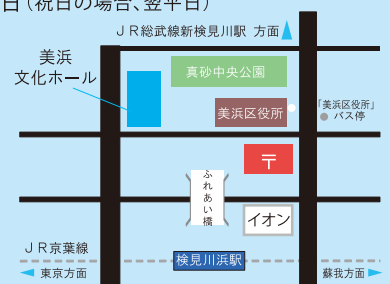 日(祝日の場合、翌平日)
JR総武線新検見川駅 方面
美浜
文化ホール
真砂中央公園
美浜区役所
「美浜区役所」
バス停
〒
ふれあい橋
イオン
JR京葉線
検見川浜駅
東京方面
蘇我方面